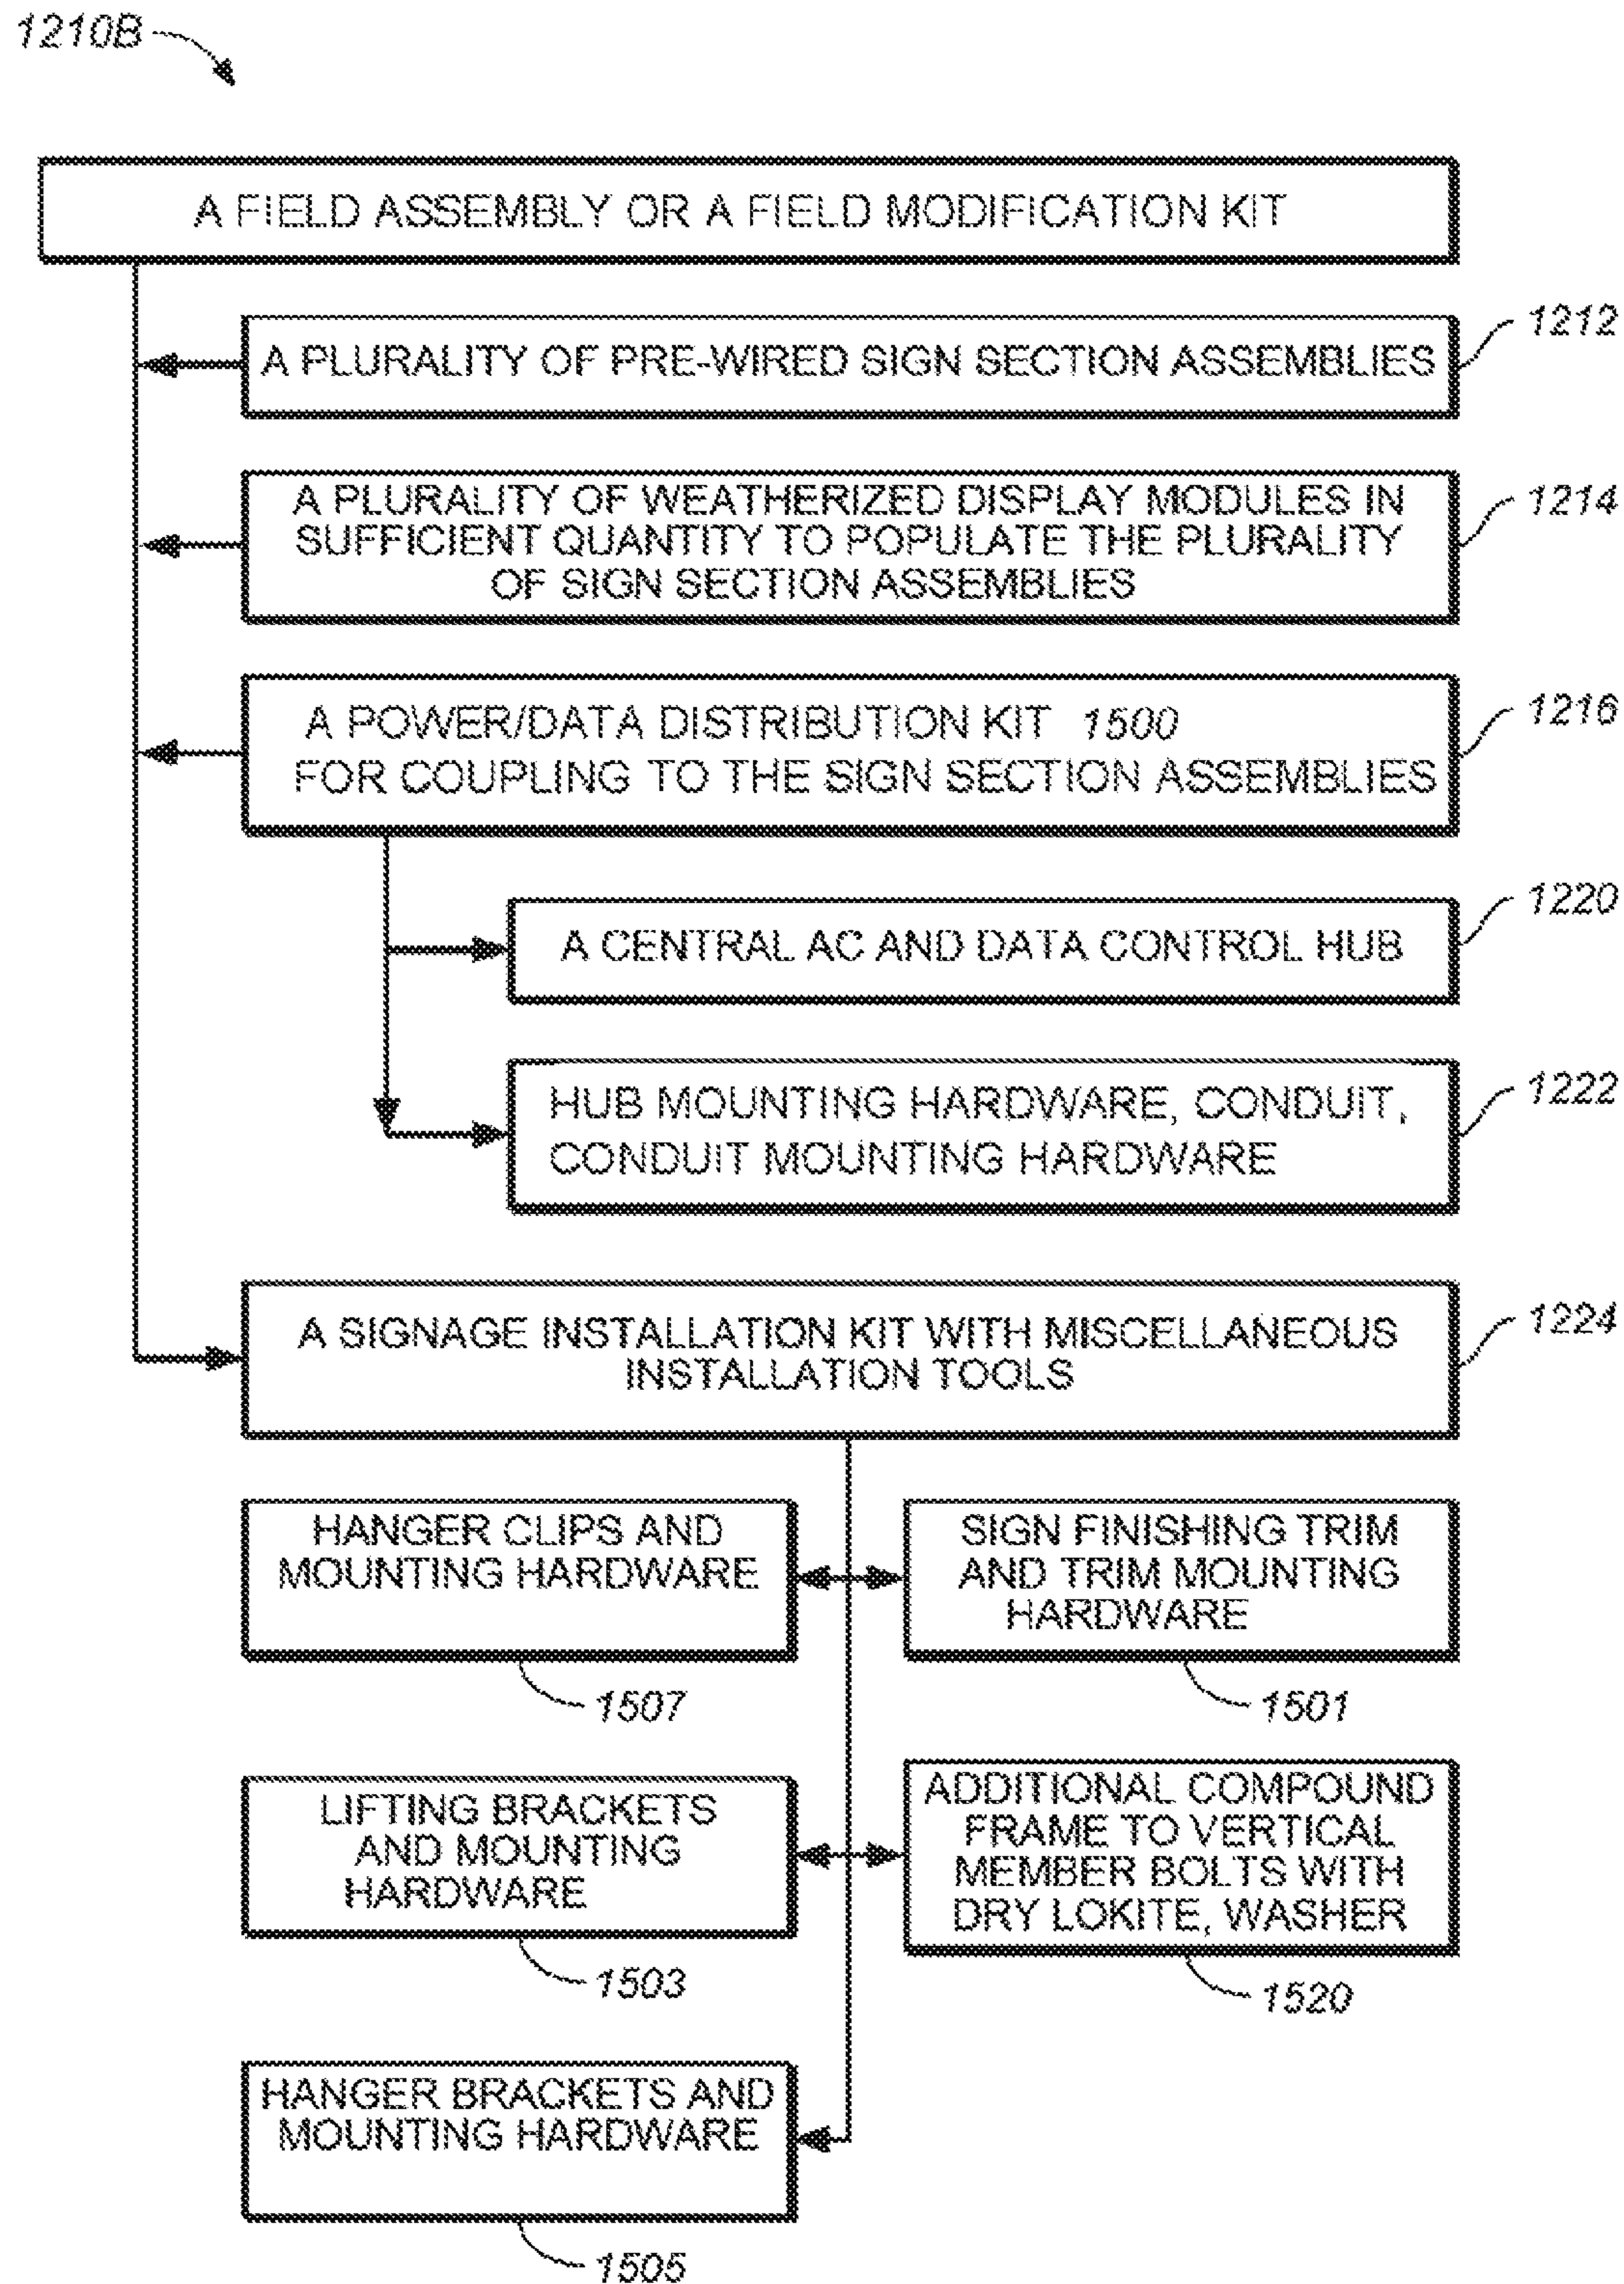 1210B
A FIELD ASSEMBLY OR A FIELD MODIFICATION KIT
1212
A PLURALITY OF PRE-WIRED SIGN SECTION ASSEMBLIES
1214
A PLURALITY OF WEATHERIZED DISPLAY MODULES IN
SUFFICIENT QUANTITY TO POPULATE THE PLURALITY
OF SIGN SECTION ASSEMBLIES
1216
A POWER/DATA DISTRIBUTION KIT 1500
FOR COUPLING TO THE SIGN SECTION ASSEMBLIES
1220
A CENTRAL AC AND DATA CONTROL HUB
1222
HUB MOUNTING HARDWARE, CONDUIT,
CONDUIT MOUNTING HARDWARE
1224
A SIGNAGE INSTALLATION KIT WITH MISCELLANEOUS
INSTALLATION TOOLS
HANGER CLIPS AND
MOUNTING HARDWARE
1507
SIGN FINISHING TRIM
AND TRIM MOUNTING
HARDWARE
1501
LIFTING BRACKETS
AND MOUNTING
HARDWARE
1503
ADDITIONAL COMPOUND
FRAME TO VERTICAL
MEMBER BOLTS WITH
DRY LOKITE, WASHER
1520
HANGER BRACKETS AND
MOUNTING HARDWARE
1505